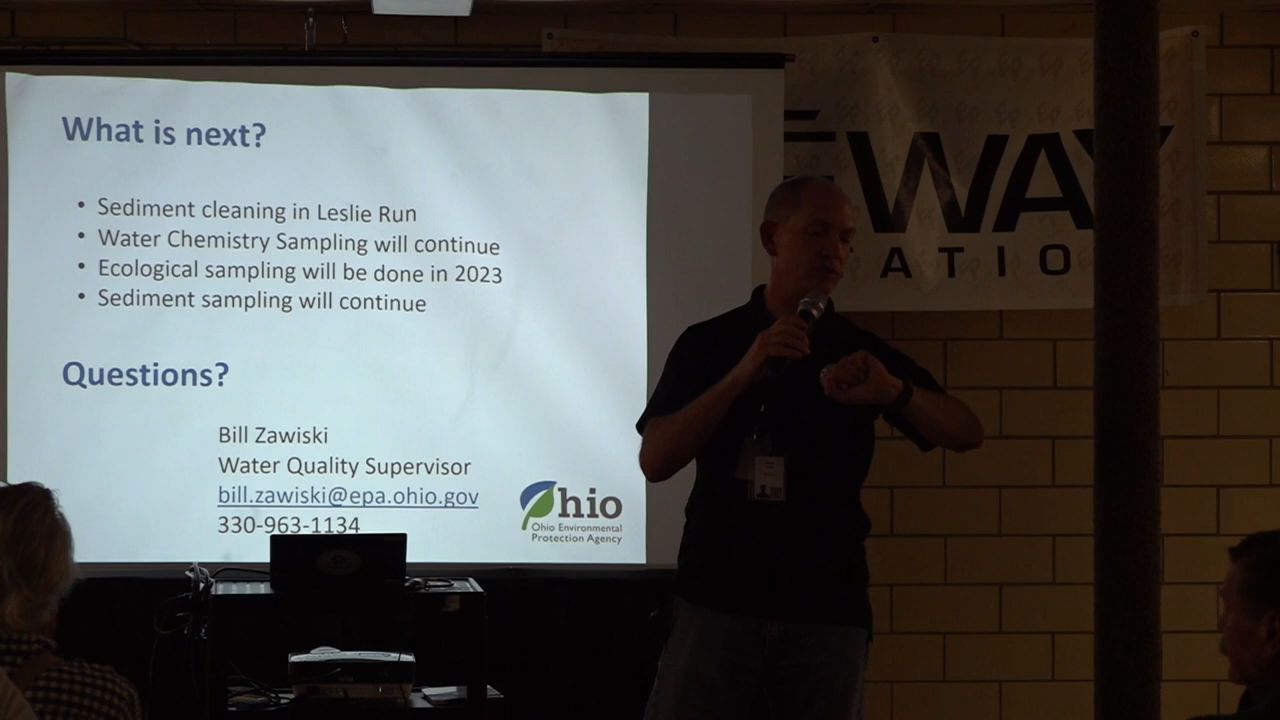 What is next?
• Sediment cleaning in Leslie Run
• Water Chemistry Sampling will continue
• Ecological sampling will be done in 2023
• Sediment sampling will continue
Questions?
Bill Zawiski
Water Quality Supervisor
bill.zawiski@epa.ohio.gov
330-963-1134
Ohio
Ohio Environmental
Protection Agency
EWAY
ATIO